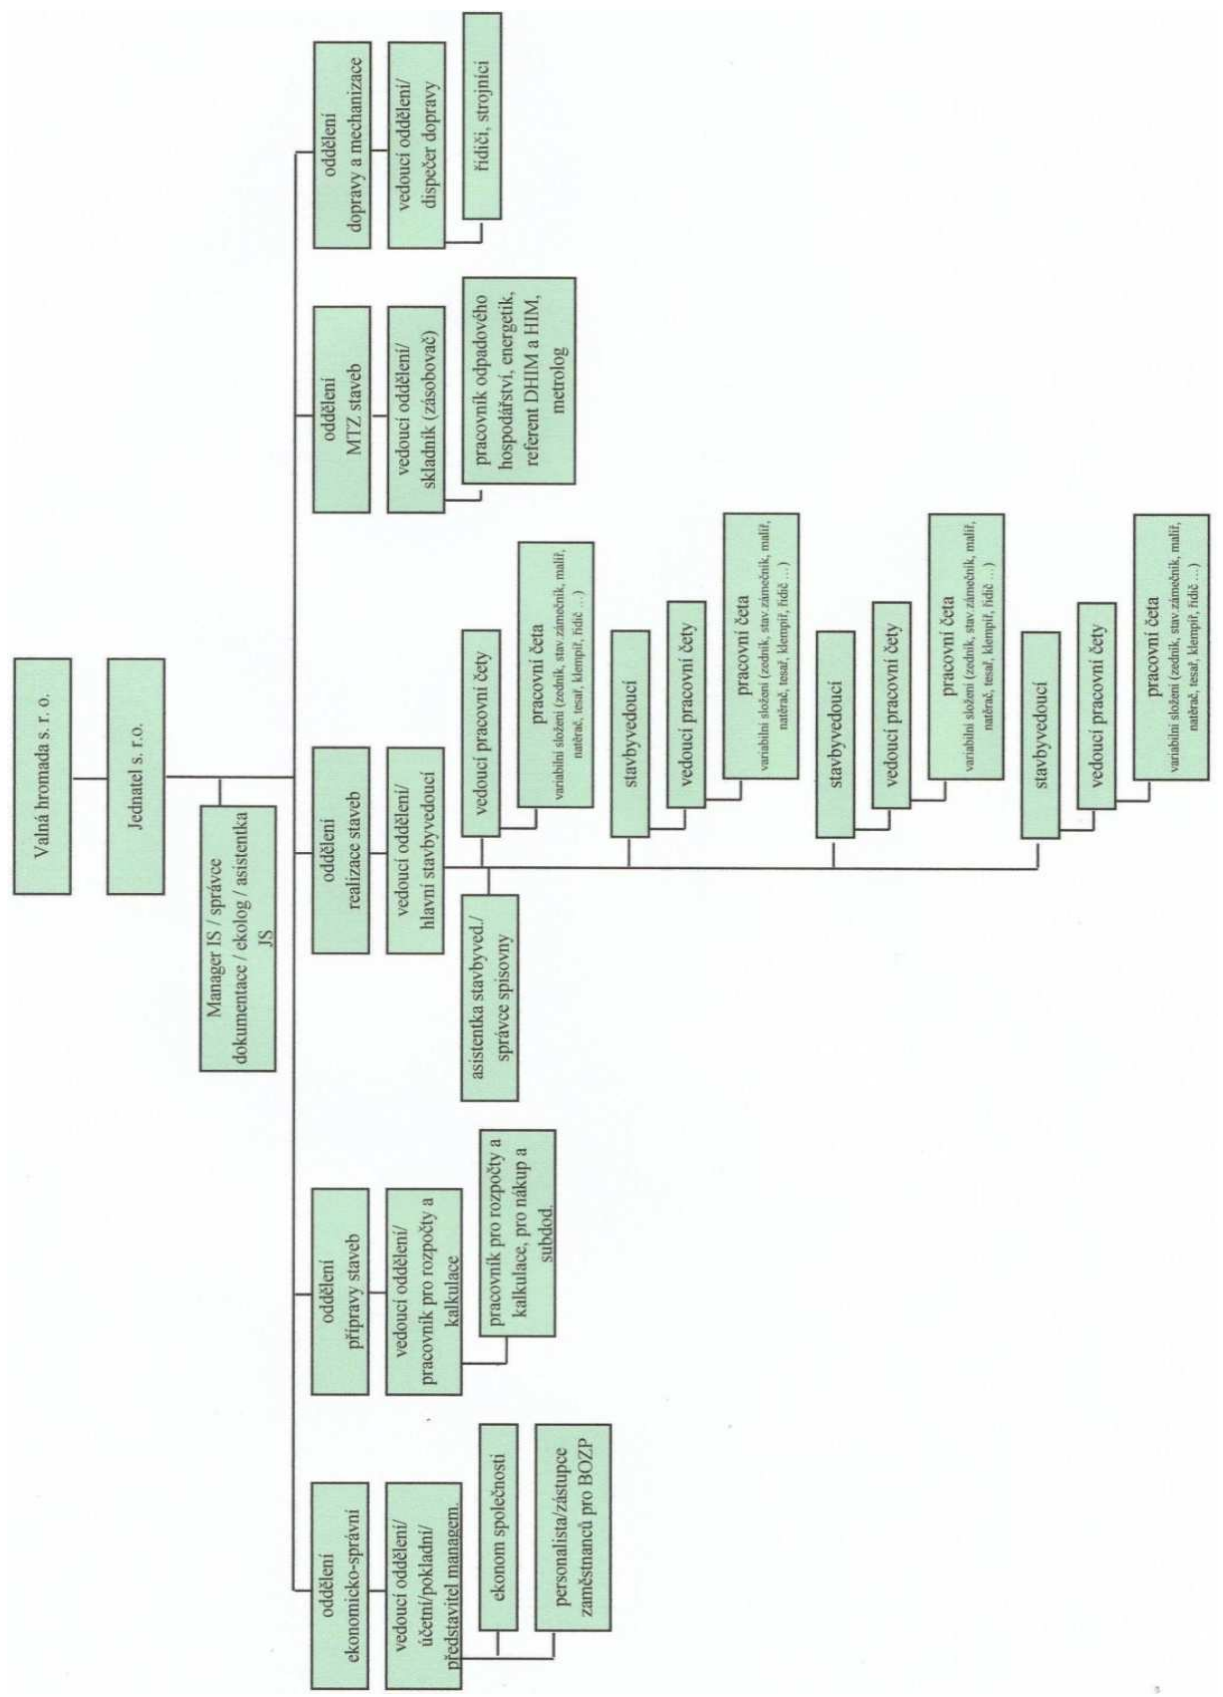 Valná hromada s. r. o.
Jednatel s. r.o.
Manager IS / správce
dokumentace / ekolog / asistentka
JS
oddělení
ekonomicko-správní
vedoucí oddělení/
účetní/pokladní/
představitel managem.
ekonom společnosti
personalista/zástupce
zaměstnanců pro BOZP
oddělení
přípravy staveb
vedoucí oddělení/
pracovník pro rozpočty a
kalkulace
pracovník pro rozpočty a
kalkulace, pro nákup a
subdod.
oddělení
realizace staveb
vedoucí oddělení/
hlavní stavbyvedoucí
asistentka stavbyved./
správce spisovny
vedoucí pracovní čety
pracovní četa
variabilní složení (zedník, stav.zámečník, malíř,
natěrač, tesař, klempíř, řidič ...)
stavbyvedoucí
vedoucí pracovní čety
pracovní četa
variabilní složení (zedník, stav.zámečník, malíř,
natěrač, tesař, klempíř, řidič ...)
stavbyvedoucí
vedoucí pracovní čety
pracovní četa
variabilní složení (zedník, stav.zámečník, malíř,
natěrač, tesař, klempíř, řidič ...)
stavbyvedoucí
vedoucí pracovní čety
pracovní četa
variabilní složení (zedník, stav.zámečník, malíř,
natěrač, tesař, klempíř, řidič ...)
oddělení
MTZ staveb
vedoucí oddělení/
skladník (zásobovač)
pracovník odpadového
hospodářství, energetik,
referent DHIM a HIM,
metrolog
oddělení
dopravy a mechanizace
vedoucí oddělení/
dispečer dopravy
řidiči, strojníci